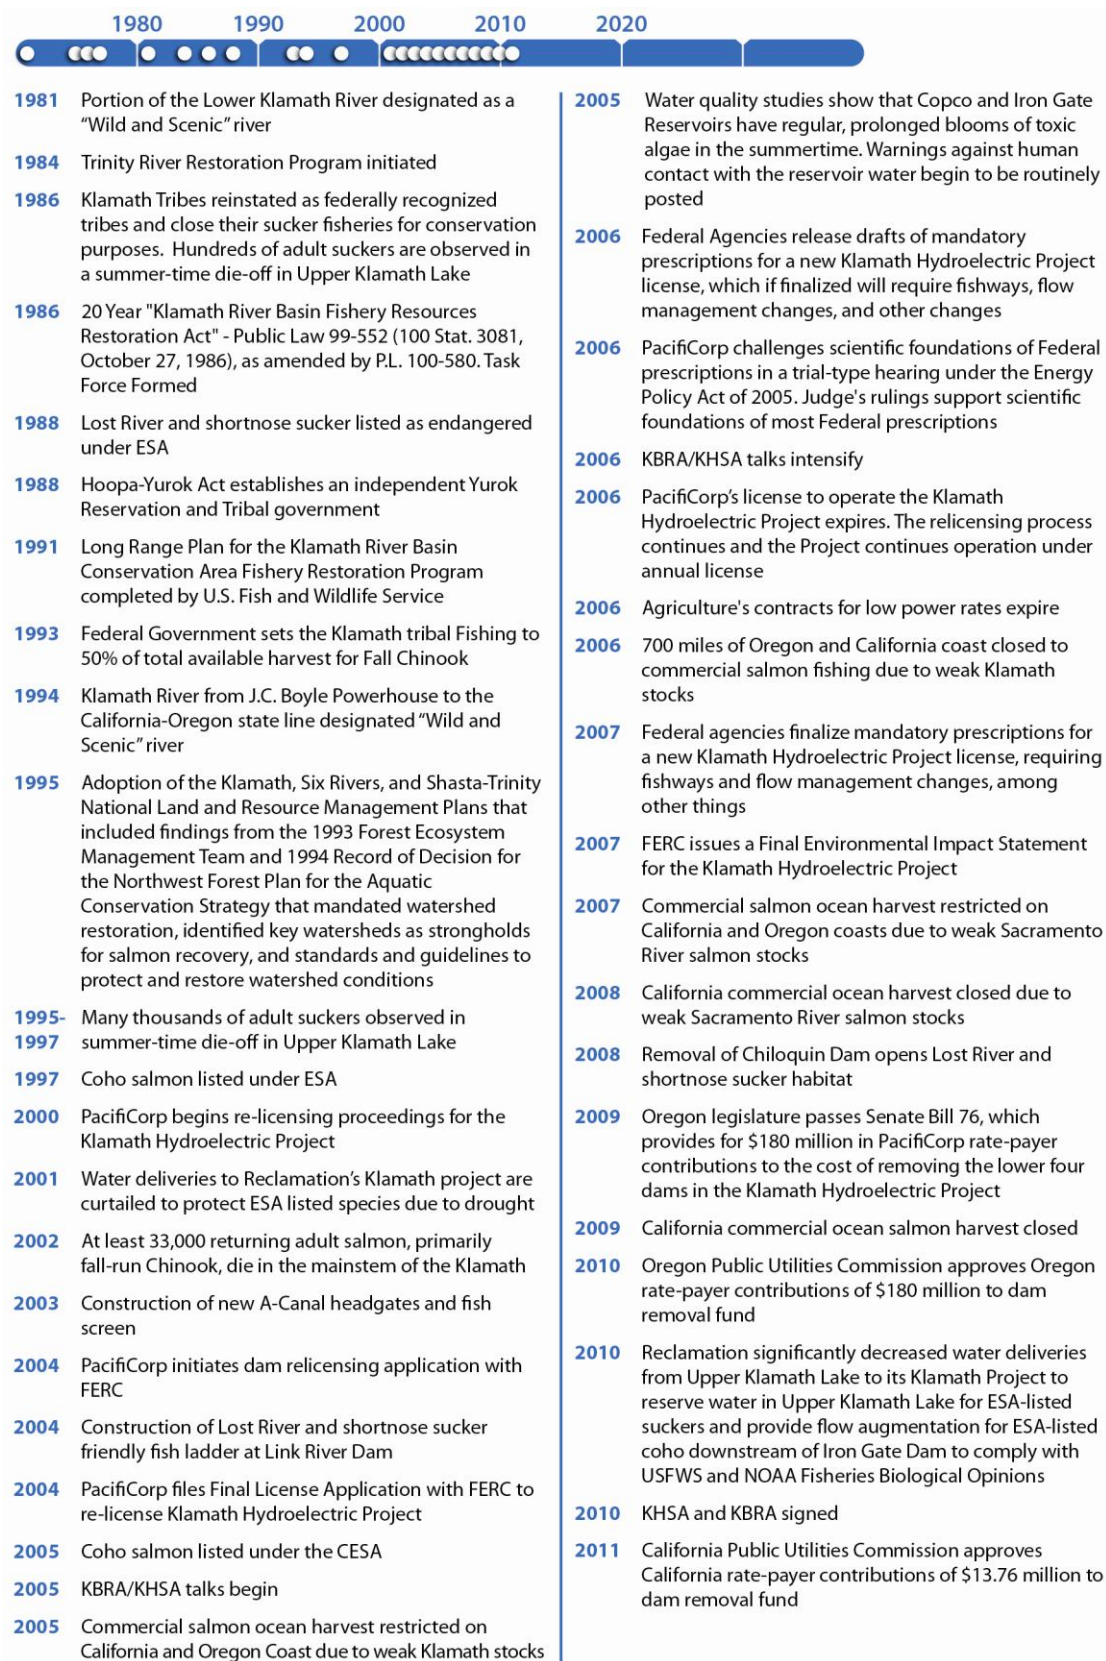 1980 1990 2000 2010 2020
1981 Portion of the Lower Klamath River designated as a
“Wild and Scenic” river
1984 Trinity River Restoration Program initiated
1986 Klamath Tribes reinstated as federally recognized
tribes and close their sucker fisheries for conservation
purposes. Hundreds of adult suckers are observed in
a summer-time die-off in Upper Klamath Lake
1986 20 Year "Klamath River Basin Fishery Resources
Restoration Act" - Public Law 99-552 (100 Stat. 3081,
October 27, 1986), as amended by P.L. 100-580. Task
Force Formed
1988 Lost River and shortnose sucker listed as endangered
under ESA
1988 Hoopa-Yurok Act establishes an independent Yurok
Reservation and Tribal government
1991 Long Range Plan for the Klamath River Basin
Conservation Area Fishery Restoration Program
completed by U.S. Fish and Wildlife Service
1993 Federal Government sets the Klamath tribal Fishing to
50% of total available harvest for Fall Chinook
1994 Klamath River from J.C. Boyle Powerhouse to the
California-Oregon state line designated “Wild and
Scenic” river
1995 Adoption of the Klamath, Six Rivers, and Shasta-Trinity
National Land and Resource Management Plans that
included findings from the 1993 Forest Ecosystem
Management Team and 1994 Record of Decision for
the Northwest Forest Plan for the Aquatic
Conservation Strategy that mandated watershed
restoration, identified key watersheds as strongholds
for salmon recovery, and standards and guidelines to
protect and restore watershed conditions
1995- Many thousands of adult suckers observed in
1997 summer-time die-off in Upper Klamath Lake
1997 Coho salmon listed under ESA
2000 PacifiCorp begins re-licensing proceedings for the
Klamath Hydroelectric Project
2001 Water deliveries to Reclamation’s Klamath project are
curtailed to protect ESA listed species due to drought
2002 At least 33,000 returning adult salmon, primarily
fall-run Chinook, die in the mainstem of the Klamath
2003 Construction of new A-Canal headgates and fish
screen
2004 PacifiCorp initiates dam relicensing application with
FERC
2004 Construction of Lost River and shortnose sucker
friendly fish ladder at Link River Dam
2004 PacifiCorp files Final License Application with FERC to
re-license Klamath Hydroelectric Project
2005 Coho salmon listed under the CESA
2005 KBRA/KHSA talks begin
2005 Commercial salmon ocean harvest restricted on
California and Oregon Coast due to weak Klamath stocks
2005 Water quality studies show that Copco and Iron Gate
Reservoirs have regular, prolonged blooms of toxic
algae in the summertime. Warnings against human
contact with the reservoir water begin to be routinely
posted
2006 Federal Agencies release drafts of mandatory
prescriptions for a new Klamath Hydroelectric Project
license, which if finalized will require fishways, flow
management changes, and other changes
2006 PacifiCorp challenges scientific foundations of Federal
prescriptions in a trial-type hearing under the Energy
Policy Act of 2005. Judge's rulings support scientific
foundations of most Federal prescriptions
2006 KBRA/KHSA talks intensify
2006 PacifiCorp’s license to operate the Klamath
Hydroelectric Project expires. The relicensing process
continues and the Project continues operation under
annual license
2006 Agriculture's contracts for low power rates expire
2006 700 miles of Oregon and California coast closed to
commercial salmon fishing due to weak Klamath
stocks
2007 Federal agencies finalize mandatory prescriptions for
a new Klamath Hydroelectric Project license, requiring
fishways and flow management changes, among
other things
2007 FERC issues a Final Environmental Impact Statement
for the Klamath Hydroelectric Project
2007 Commercial salmon ocean harvest restricted on
California and Oregon coasts due to weak Sacramento
River salmon stocks
2008 California commercial ocean harvest closed due to
weak Sacramento River salmon stocks
2008 Removal of Chiloquin Dam opens Lost River and
shortnose sucker habitat
2009 Oregon legislature passes Senate Bill 76, which
provides for $180 million in PacifiCorp rate-payer
contributions to the cost of removing the lower four
dams in the Klamath Hydroelectric Project
2009 California commercial ocean salmon harvest closed
2010 Oregon Public Utilities Commission approves Oregon
rate-payer contributions of $180 million to dam
removal fund
2010 Reclamation significantly decreased water deliveries
from Upper Klamath Lake to its Klamath Project to
reserve water in Upper Klamath Lake for ESA-listed
suckers and provide flow augmentation for ESA-listed
coho downstream of Iron Gate Dam to comply with
USFWS and NOAA Fisheries Biological Opinions
2010 KHSA and KBRA signed
2011 California Public Utilities Commission approves
California rate-payer contributions of $13.76 million to
dam removal fund